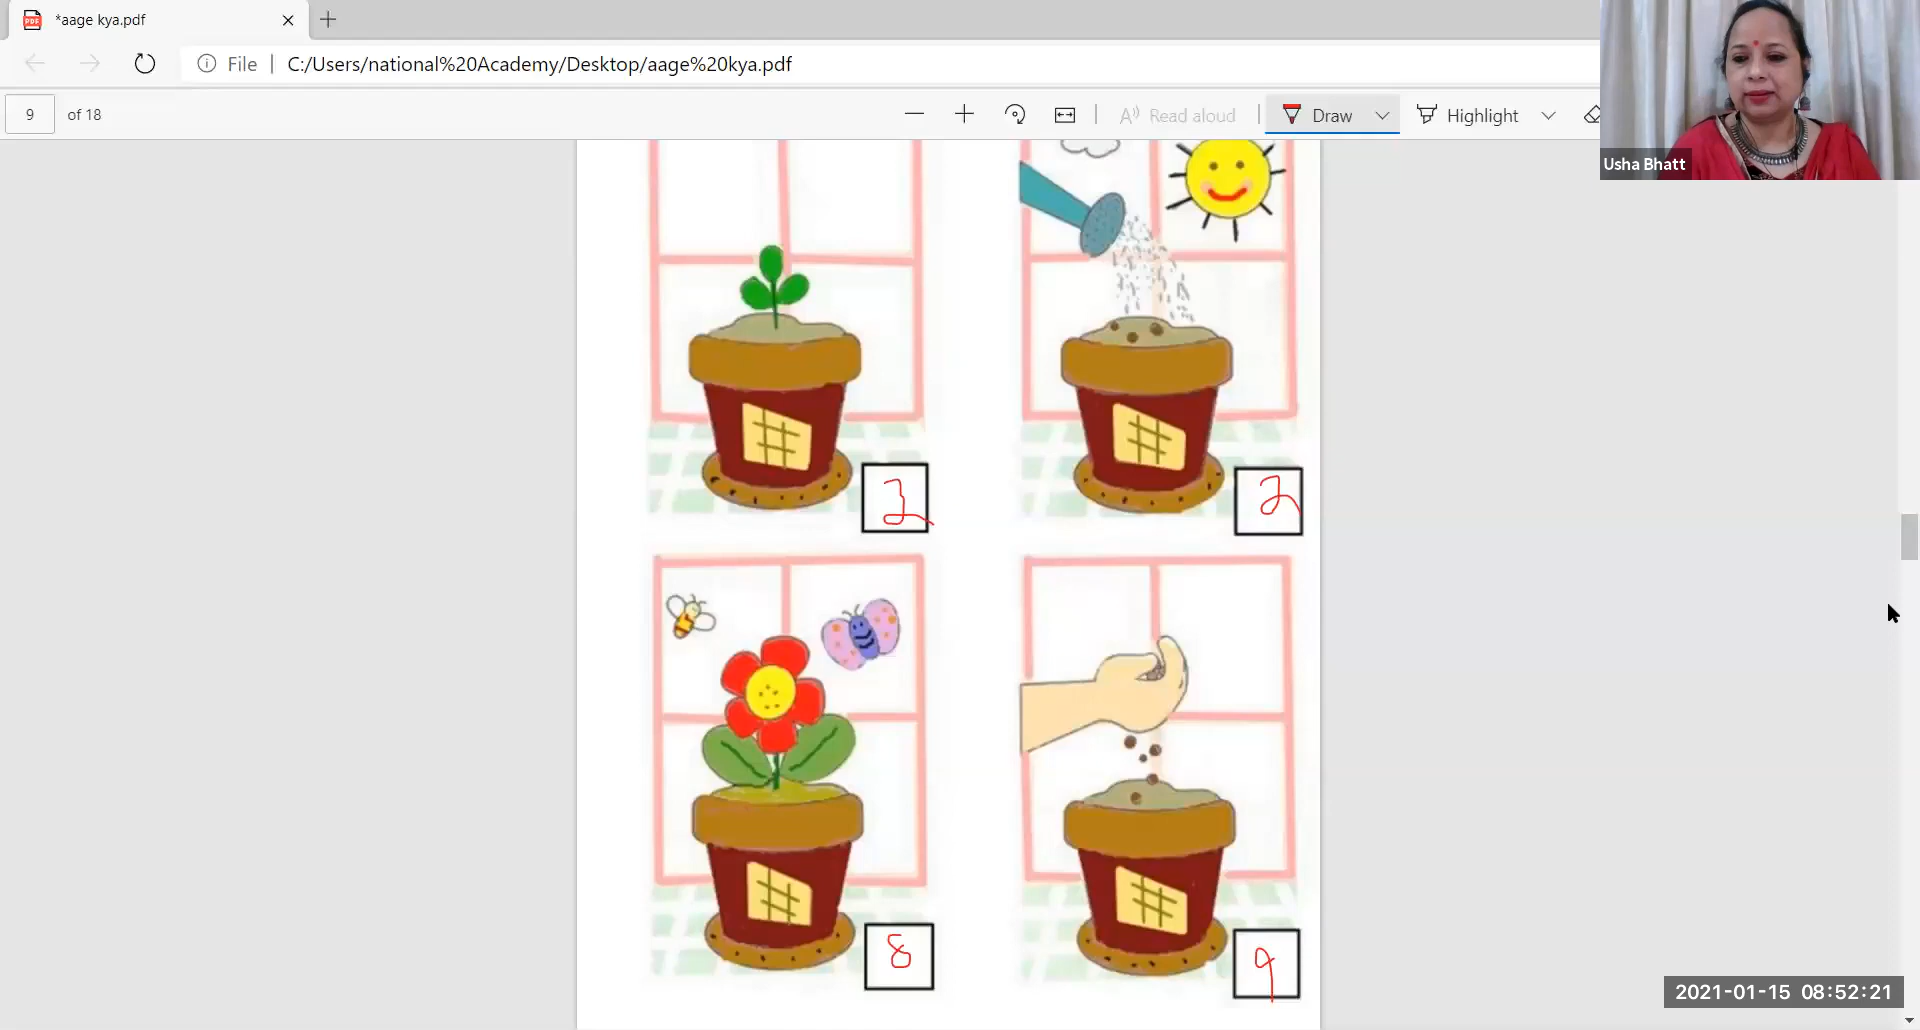 *aage kya.pdf
File | C:/Users/national%20Academy/Desktop/aage%20kya.pdf
9 of 18
Read aloud
Draw
Highlight
Usha Bhatt
३ २
४ १
2021-01-15 08:52:21